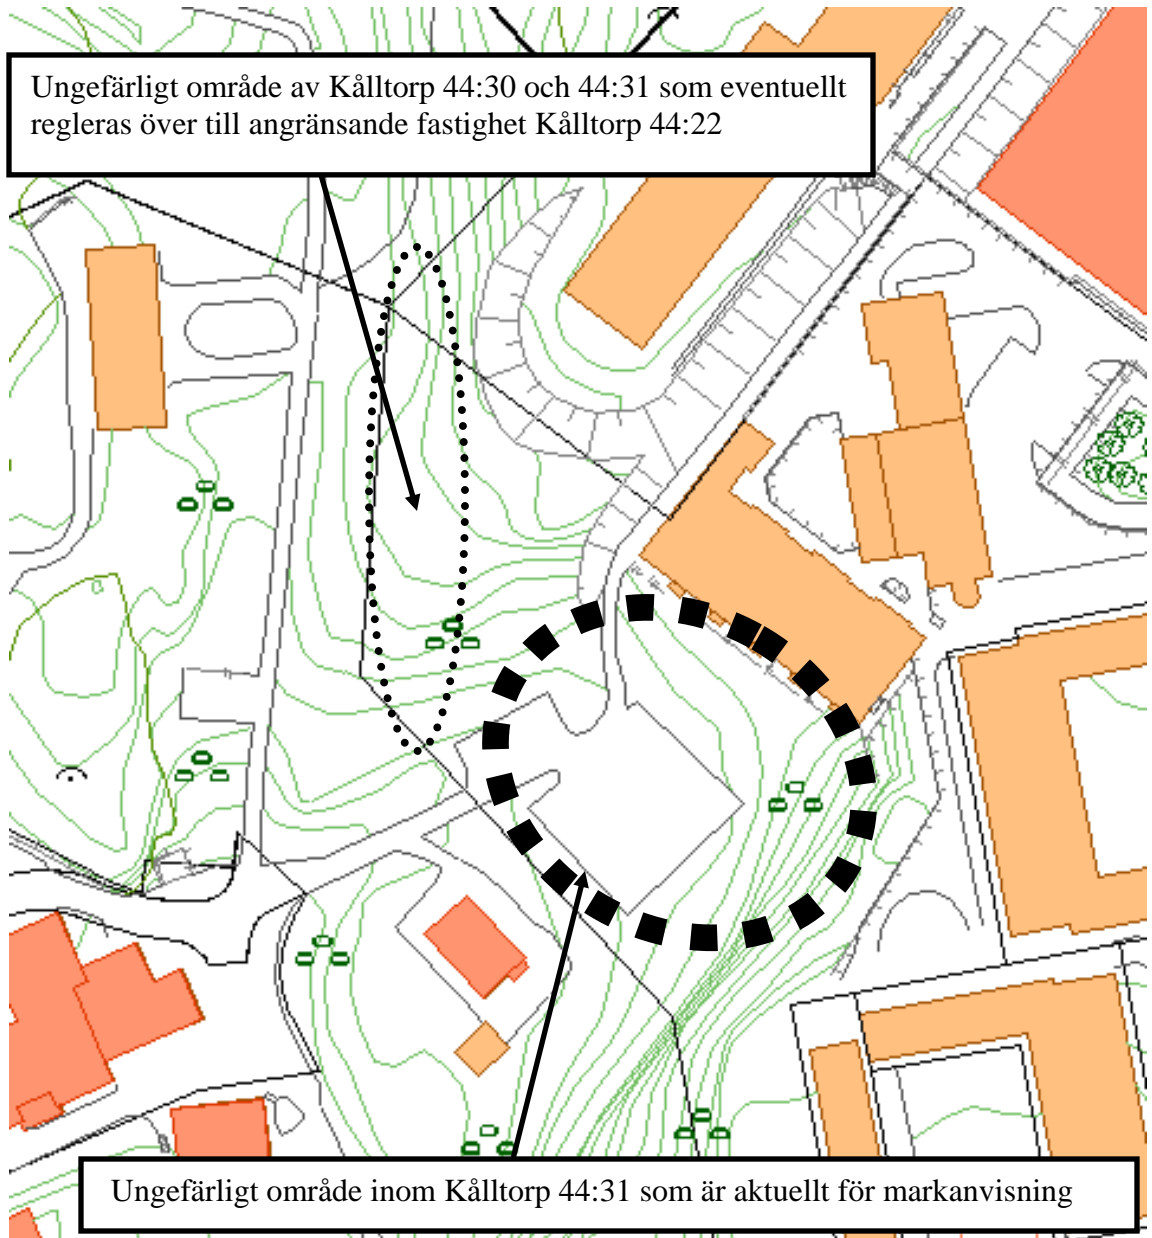 Ungefärligt område av Kålltorp 44:30 och 44:31 som eventuellt
regleras över till angränsande fastighet Kålltorp 44:22
Ungefärligt område inom Kålltorp 44:31 som är aktuellt för markanvisning